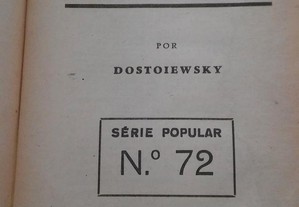 POR
DOSTOIEWSKY
SÉRIE POPULAR
N.º 72